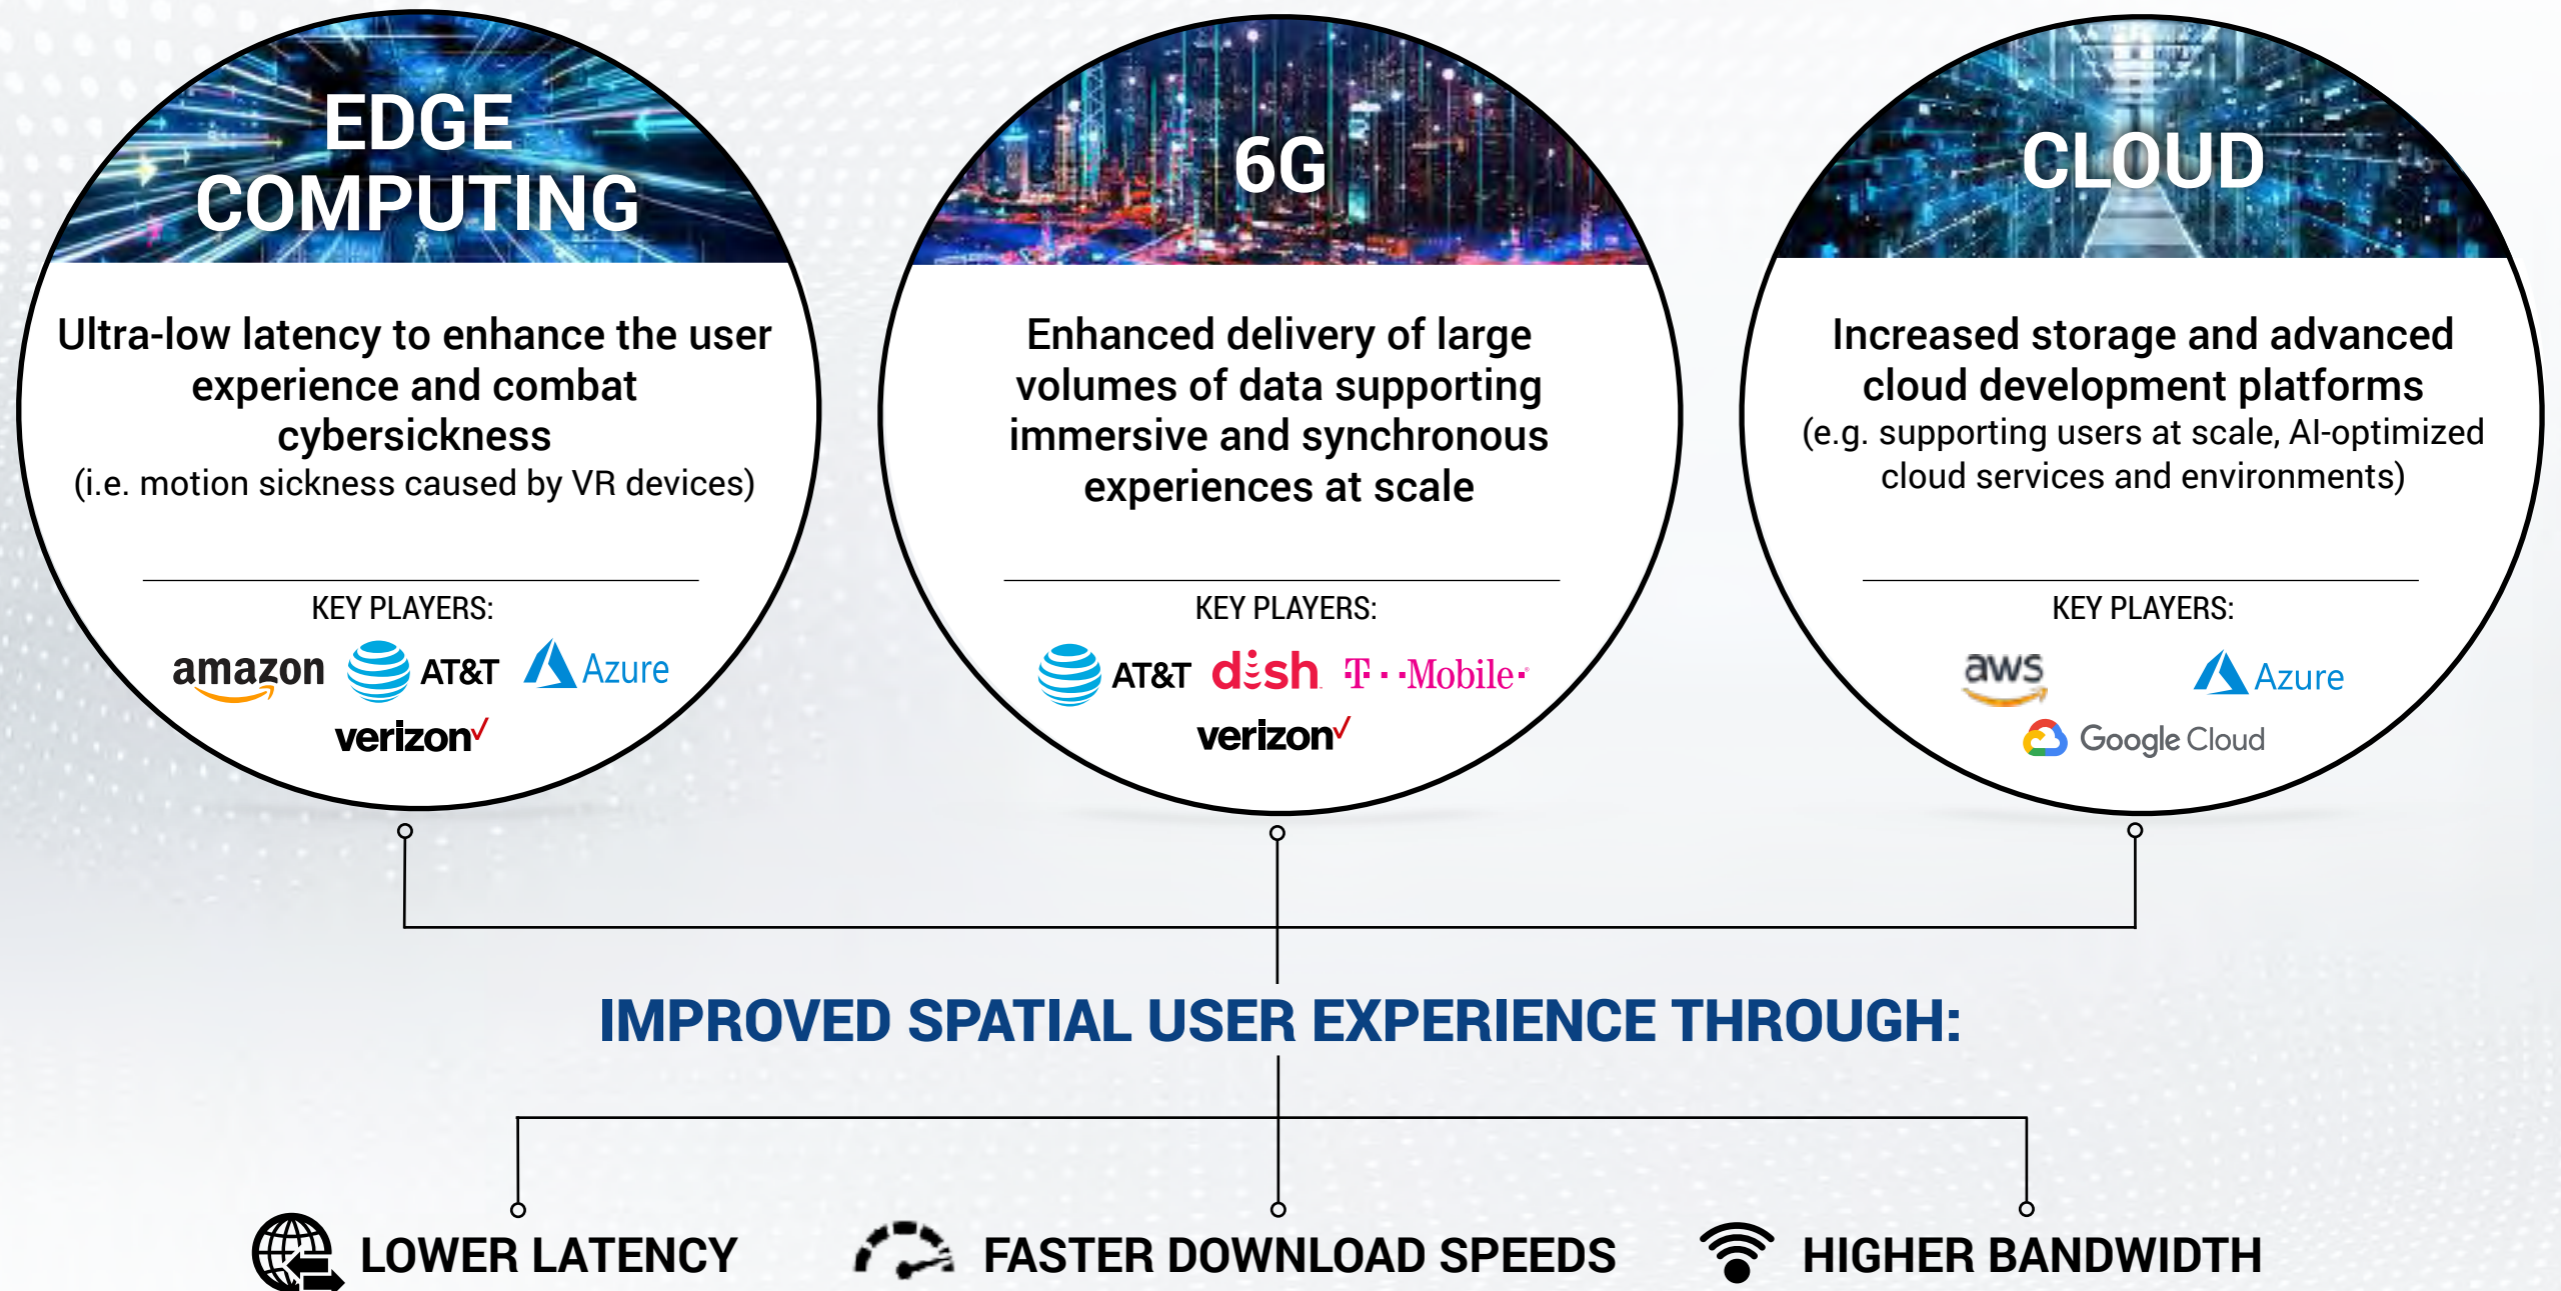 EDGE
COMPUTING
Ultra-low latency to enhance the user
experience and combat
cybersickness
(i.e. motion sickness caused by VR devices)
KEY PLAYERS:
amazon AT&T Azure
verizon
6G
Enhanced delivery of large
volumes of data supporting
immersive and synchronous
experiences at scale
KEY PLAYERS:
AT&T dish T··Mobile·
verizon
CLOUD
Increased storage and advanced
cloud development platforms
(e.g. supporting users at scale, AI-optimized
cloud services and environments)
KEY PLAYERS:
aws Azure
Google Cloud
IMPROVED SPATIAL USER EXPERIENCE THROUGH:
LOWER LATENCY
FASTER DOWNLOAD SPEEDS
HIGHER BANDWIDTH